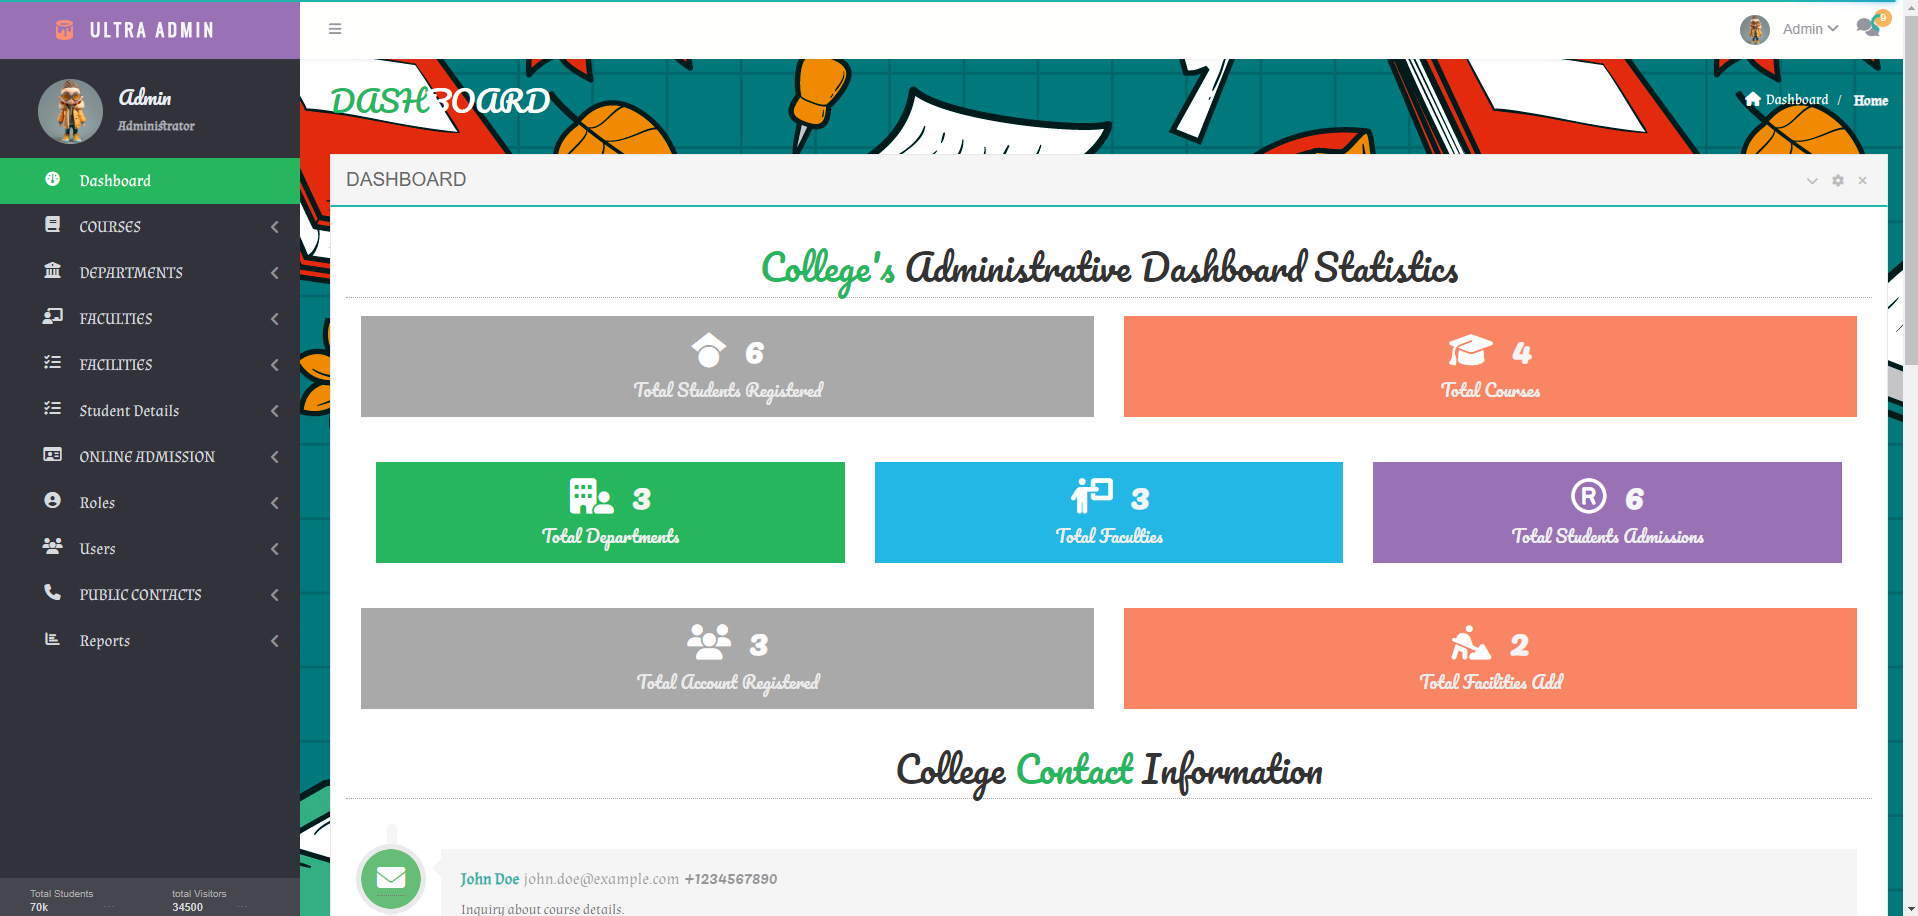 ULTRA ADMIN
Admin
9
Admin
Administrator
DASHBOARD
Dashboard / Home
Dashboard
COURSES
DEPARTMENTS
FACULTIES
FACILITIES
Student Details
ONLINE ADMISSION
Roles
Users
PUBLIC CONTACTS
Reports
Total Students
70k
total Visitors
34500
DASHBOARD
College's Administrative Dashboard Statistics
6
Total Students Registered
4
Total Courses
3
Total Departments
3
Total Faculties
R
6
Total Students Admissions
3
Total Account Registered
2
Total Facilities Add
College Contact Information
John Doe john.doe@example.com +1234567890
Inquiry about course details.